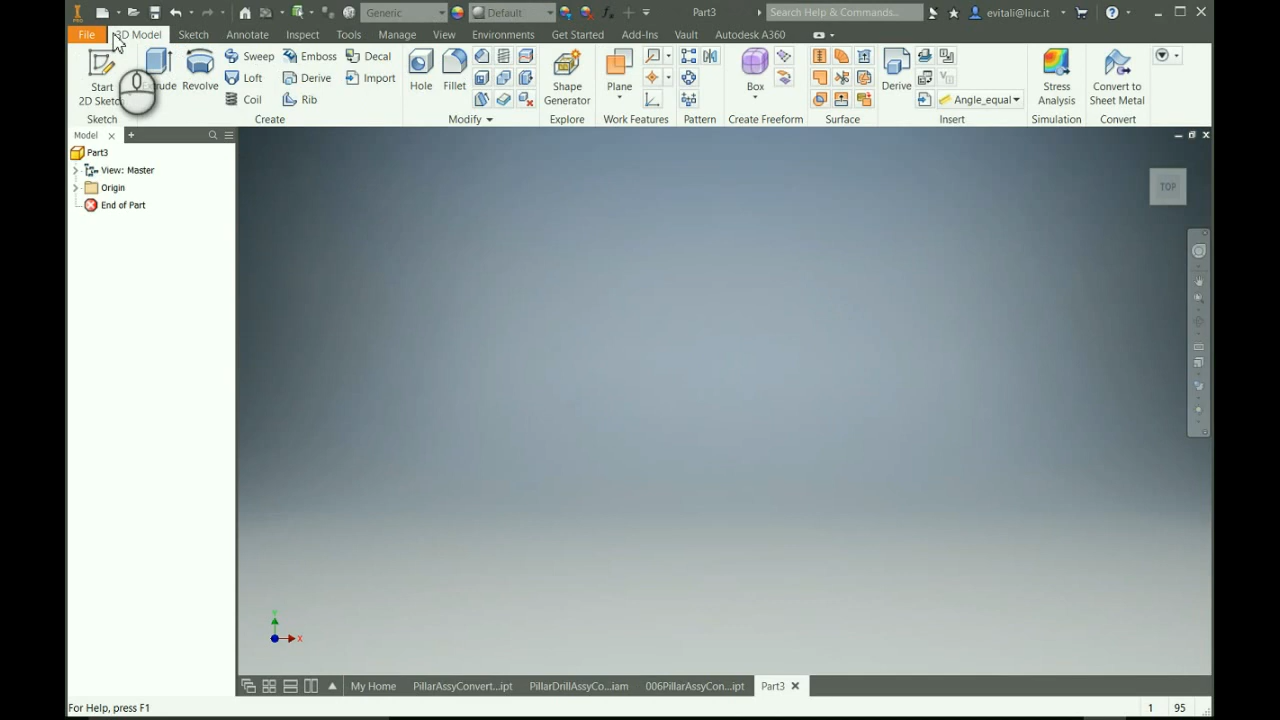 Generic Default Part3 Search Help & Commands... evitali@liuc.it
File 3D Model Sketch Annotate Inspect Tools Manage View Environments Get Started Add-Ins Vault Autodesk A360
Start
2D Sketch
Extrude
Revolve
Sweep Emboss Decal
Loft Derive Import
Coil Rib
Hole Fillet
Shape
Generator
Plane
Box
Derive
Angle_equal
Stress
Analysis
Convert to
Sheet Metal
Sketch Create Modify Explore Work Features Pattern Create Freeform Surface Insert Simulation Convert
Model
Part3
View: Master
Origin
End of Part
TOP
Y
X
My Home PillarAssyConvert...ipt PillarDrillAssyCo...iam 006PillarAssyCon...ipt Part3
For Help, press F1 1 95